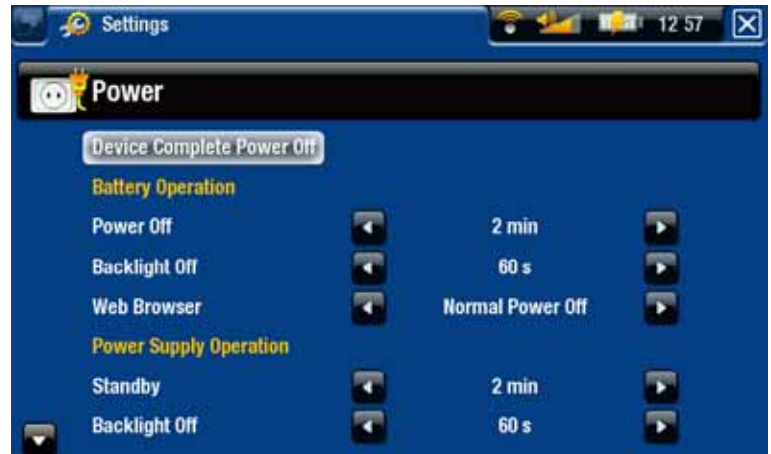 Settings
12 57
Power
Device Complete Power Off
Battery Operation
Power Off 2 min
Backlight Off 60 s
Web Browser Normal Power Off
Power Supply Operation
Standby 2 min
Backlight Off 60 s